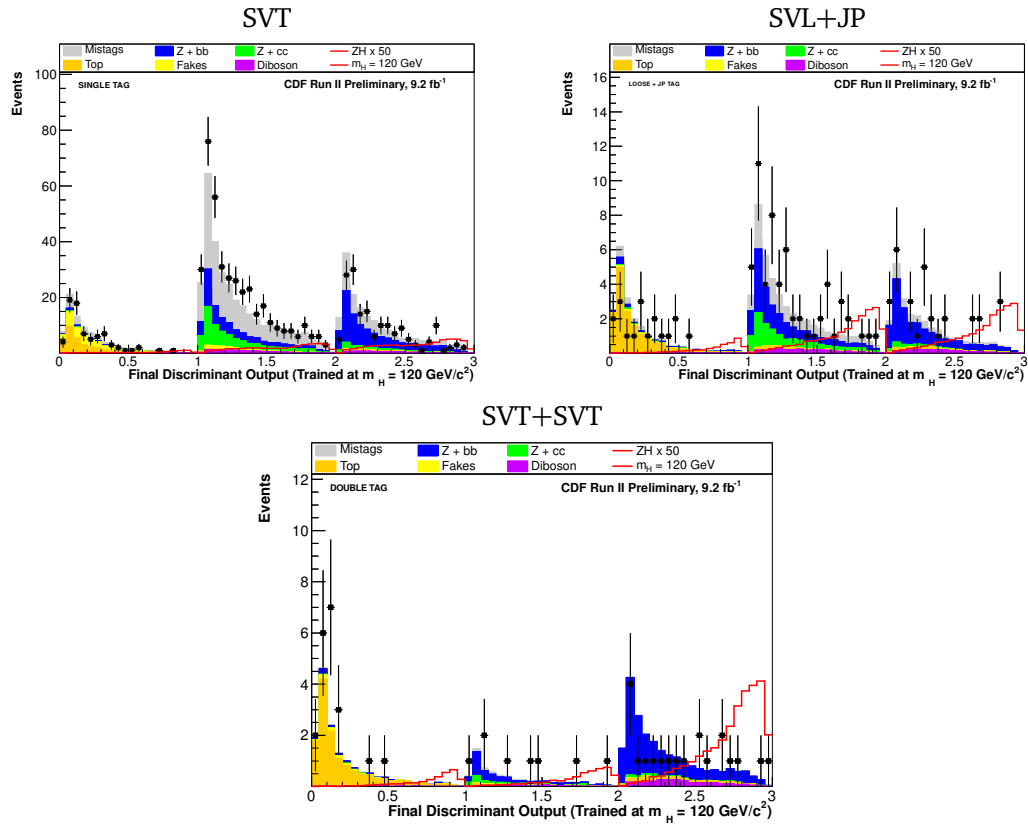 SVT
Mistags Z + bb Z + cc ZH x 50
Top Fakes Diboson m_H = 120 GeV
SINGLE TAG CDF Run II Preliminary, 9.2 fb⁻¹
Events
100
80
60
40
20
0 0.5 1 1.5 2 2.5 3
Final Discriminant Output (Trained at m_H = 120 GeV/c²)
SVL+JP
Mistags Z + bb Z + cc ZH x 50
Top Fakes Diboson m_H = 120 GeV
LOOSE + JP TAG CDF Run II Preliminary, 9.2 fb⁻¹
Events
16
14
12
10
8
6
4
2
0
0 0.5 1 1.5 2 2.5 3
Final Discriminant Output (Trained at m_H = 120 GeV/c²)
SVT+SVT
Mistags Z + bb Z + cc ZH x 50
Top Fakes Diboson m_H = 120 GeV
DOUBLE TAG CDF Run II Preliminary, 9.2 fb⁻¹
Events
12
10
8
6
4
2
0
0 0.5 1 1.5 2 2.5 3
Final Discriminant Output (Trained at m_H = 120 GeV/c²)